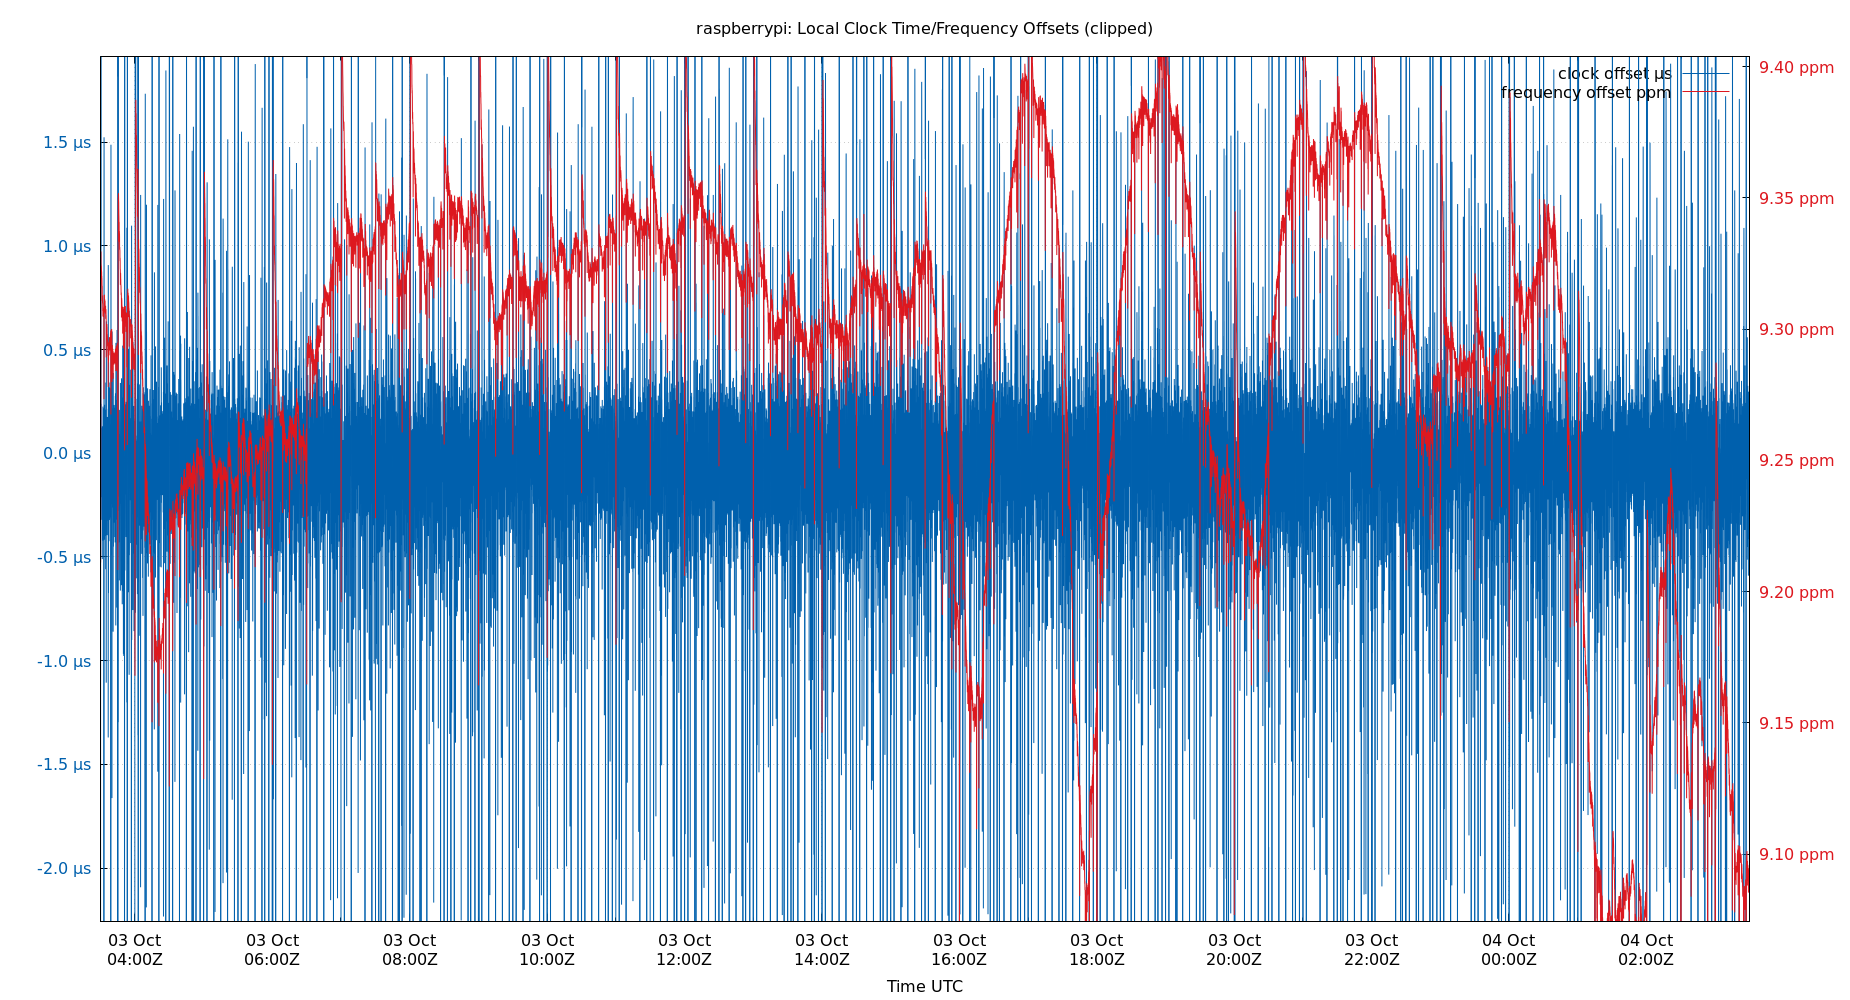 raspberrypi: Local Clock Time/Frequency Offsets (clipped)
clock offset µs
frequency offset ppm
1.5 µs
1.0 µs
0.5 µs
0.0 µs
-0.5 µs
-1.0 µs
-1.5 µs
-2.0 µs
9.40 ppm
9.35 ppm
9.30 ppm
9.25 ppm
9.20 ppm
9.15 ppm
9.10 ppm
03 Oct
04:00Z
03 Oct
06:00Z
03 Oct
08:00Z
03 Oct
10:00Z
03 Oct
12:00Z
03 Oct
14:00Z
03 Oct
16:00Z
03 Oct
18:00Z
03 Oct
20:00Z
03 Oct
22:00Z
04 Oct
00:00Z
04 Oct
02:00Z
Time UTC